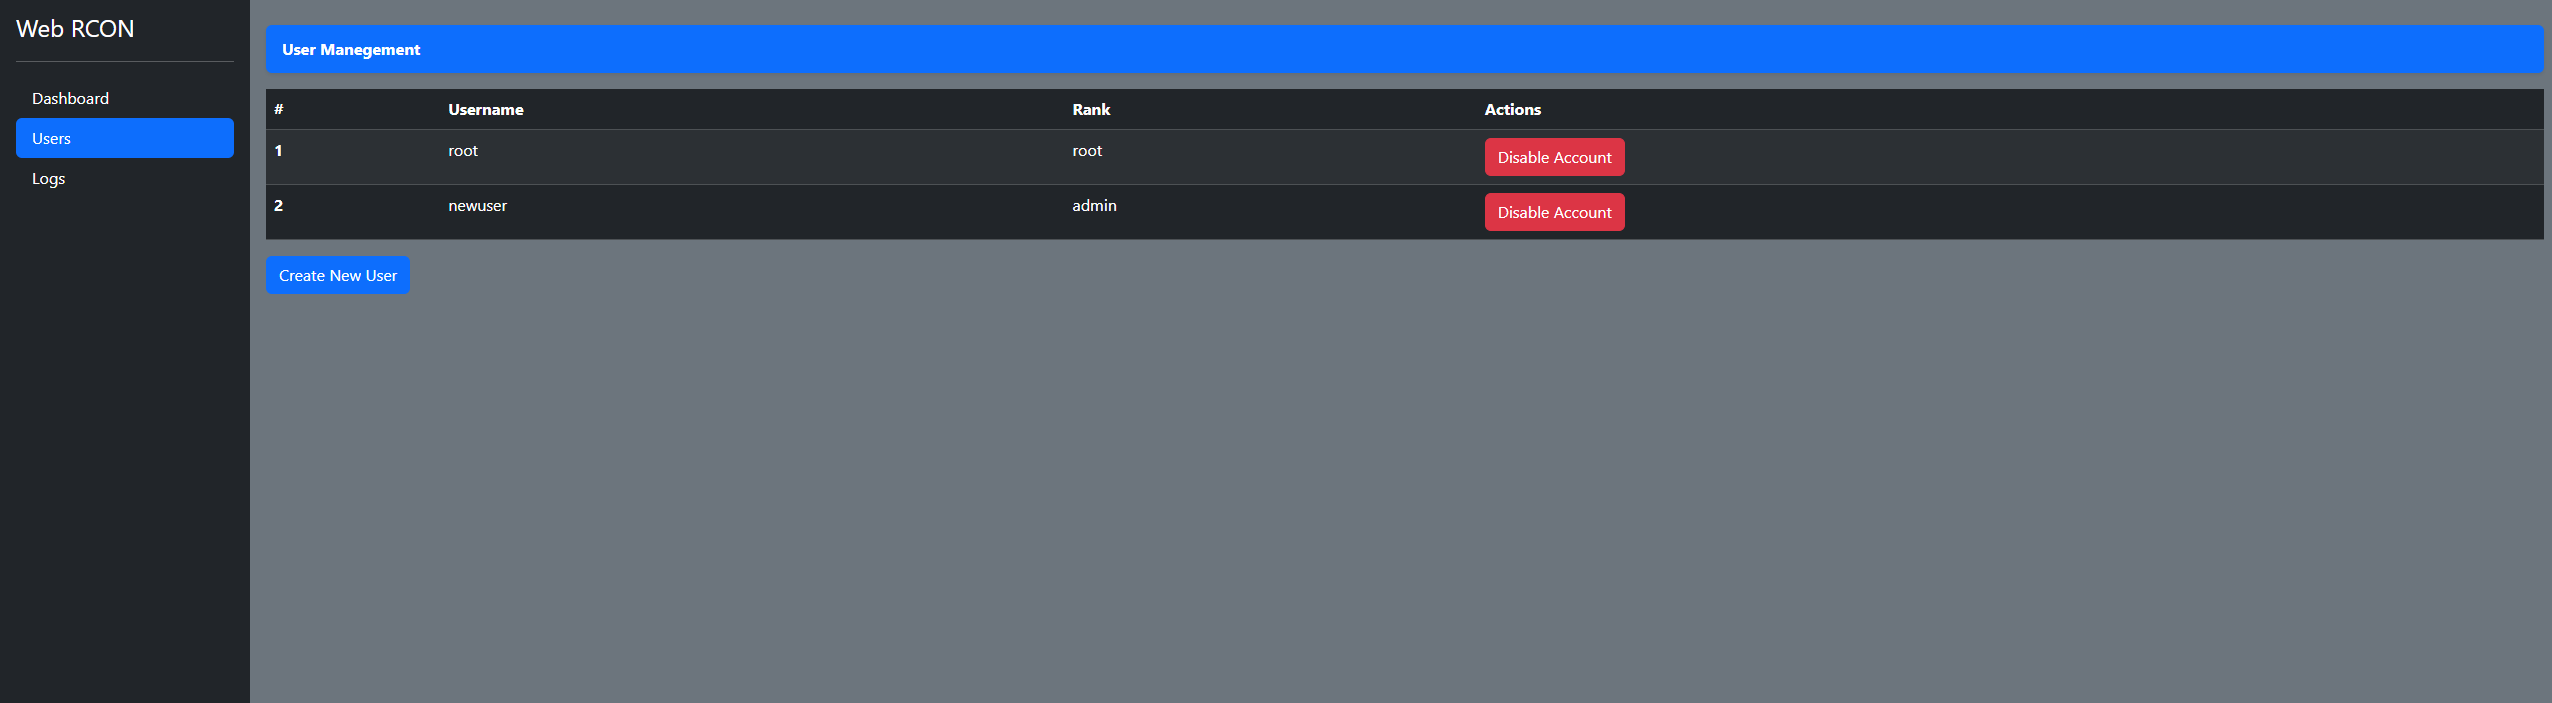 Web RCON
Dashboard
Users
Logs
User Manegement
# Username Rank Actions
1 root root Disable Account
2 newuser admin Disable Account
Create New User